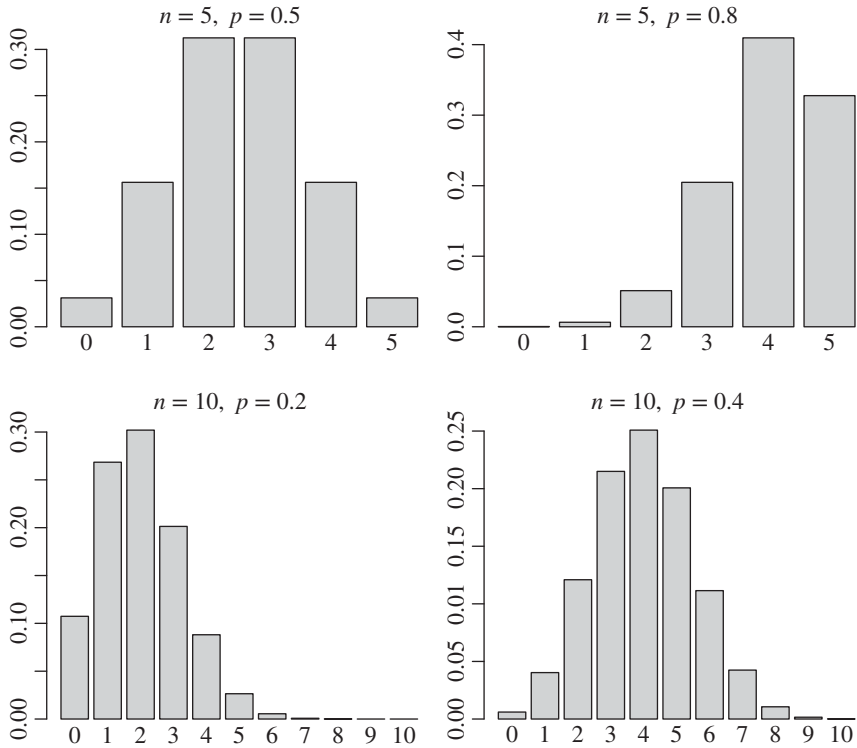 n = 5, p = 0.5
0.30
0.20
0.10
0.00
0 1 2 3 4 5
n = 5, p = 0.8
0.4
0.3
0.2
0.1
0.0
0 1 2 3 4 5
n = 10, p = 0.2
0.30
0.20
0.10
0.00
0 1 2 3 4 5 6 7 8 9 10
n = 10, p = 0.4
0.25
0.20
0.15
0.01
0.05
0.00
0 1 2 3 4 5 6 7 8 9 10